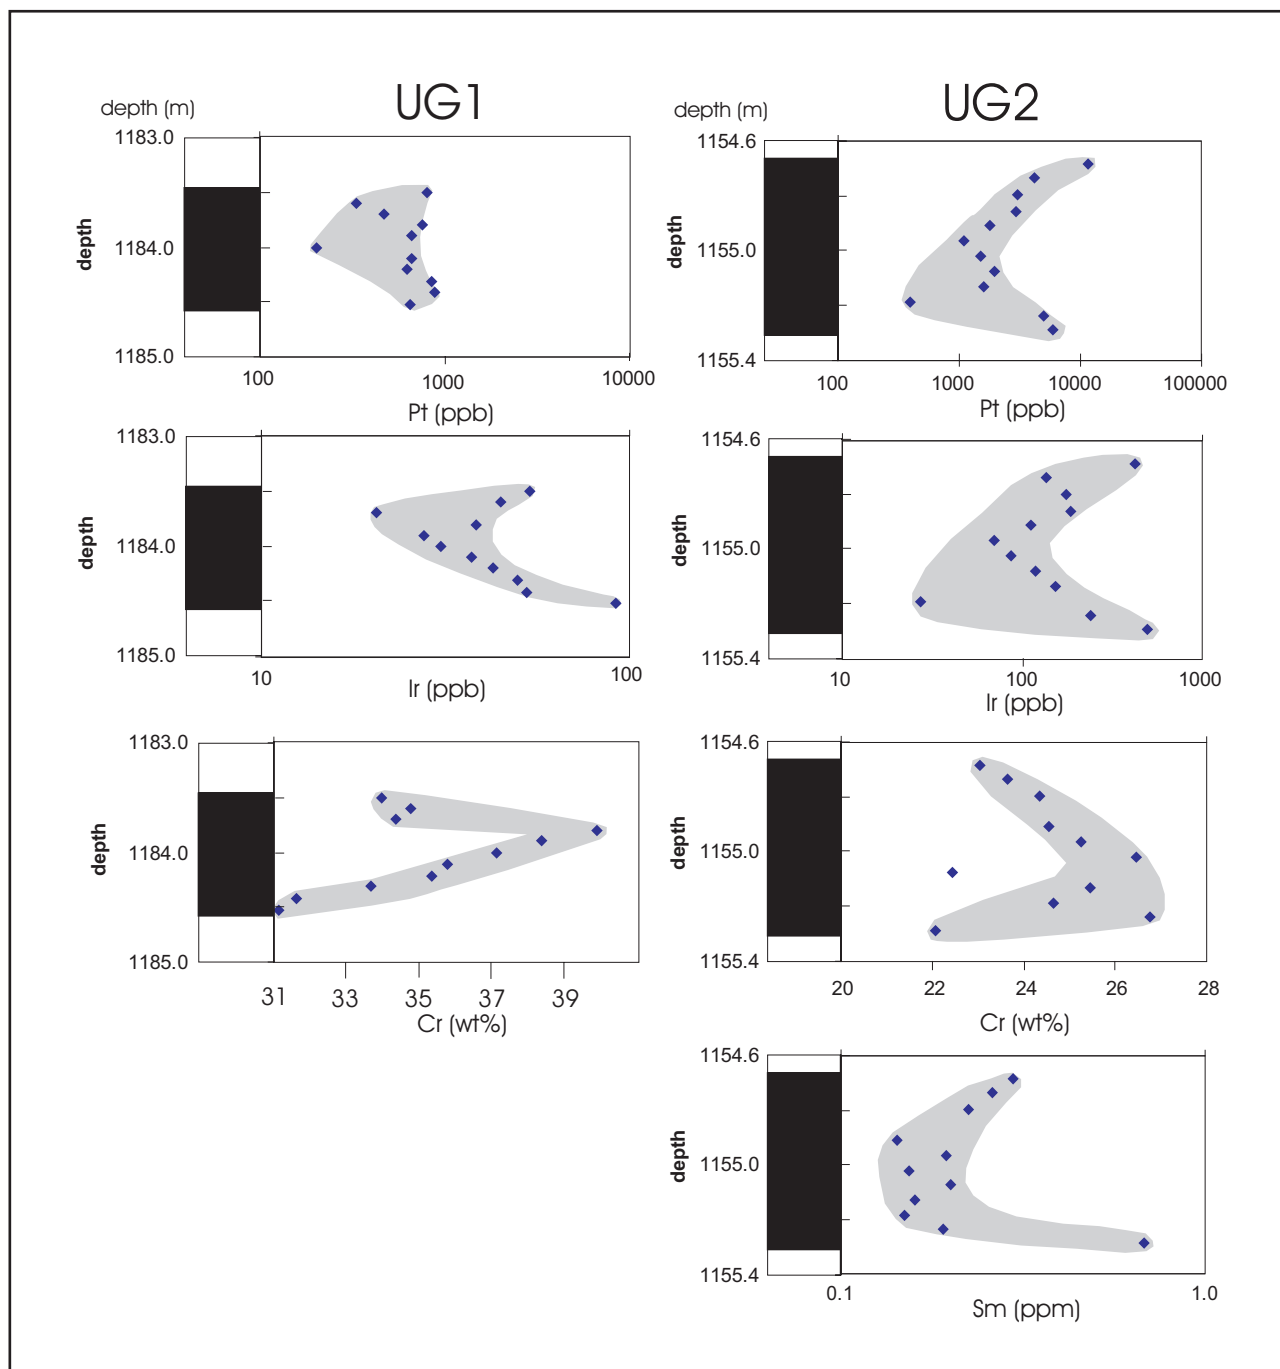 UG1
UG2
depth (m)
depth (m)
1183.0
1184.0
1185.0
depth
100
1000
10000
Pt (ppb)
1154.6
1155.0
1155.4
depth
100
1000
10000
100000
Pt (ppb)
1183.0
1184.0
1185.0
depth
10
100
Ir (ppb)
1154.6
1155.0
1155.4
depth
10
100
1000
Ir (ppb)
1183.0
1184.0
1185.0
depth
31
33
35
37
39
Cr (wt%)
1154.6
1155.0
1155.4
depth
20
22
24
26
28
Cr (wt%)
1154.6
1155.0
1155.4
depth
0.1
1.0
Sm (ppm)